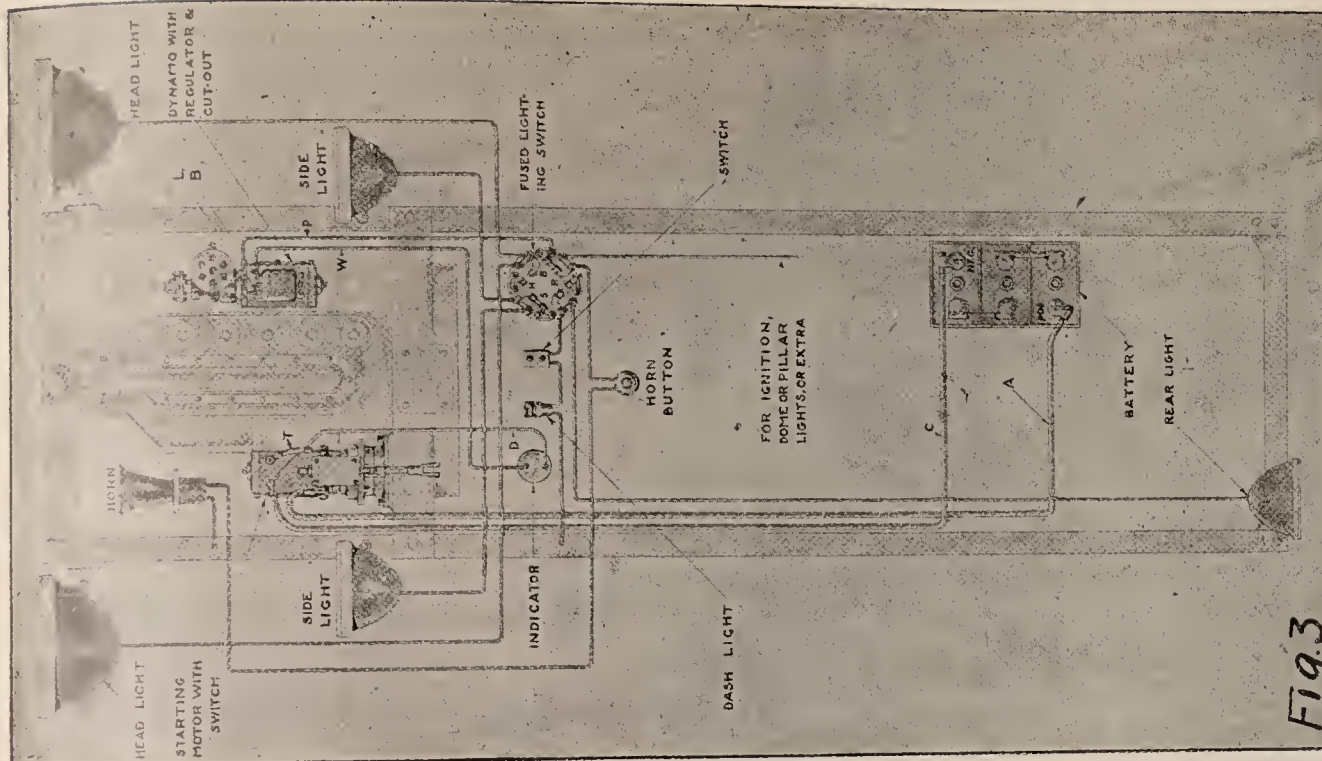 HEAD LIGHT
DYNAMO WITH
REGULATOR &
CUT-OUT
L.
B.
SIDE
LIGHT
P
W-
FUSED LIGHT-
ING SWITCH
SWITCH
HORN
T
D-
HORN
BUTTON
FOR IGNITION,
DOME OR PILLAR
LIGHTS, OR EXTRA
NEG.
POS
C
A
BATTERY
REAR LIGHT
SIDE
LIGHT
INDICATOR
DASH LIGHT
HEAD LIGHT
STARTING
MOTOR WITH
SWITCH
Fig.3